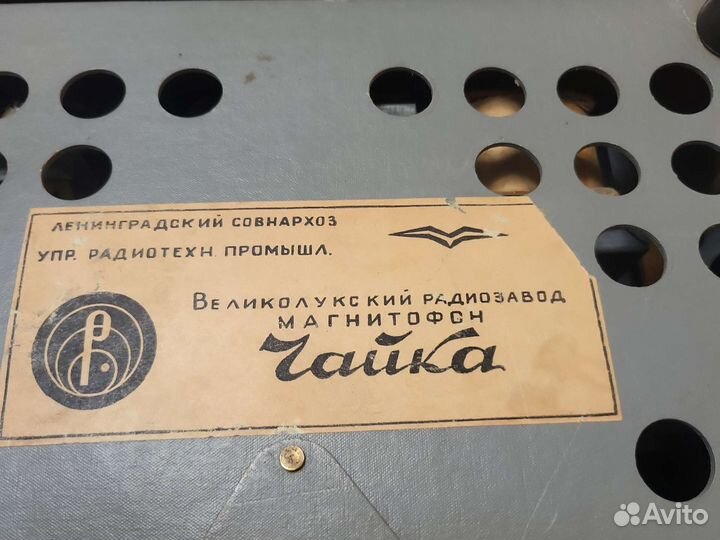 ЛЕНИНГРАДСКИЙ СОВНАРХОЗ
УПР. РАДИОТЕХН. ПРОМЫШЛ.
ВЕЛИКОЛУКСКИЙ РАДИОЗАВОД
МАГНИТОФОН
Чайка
Р
Avito